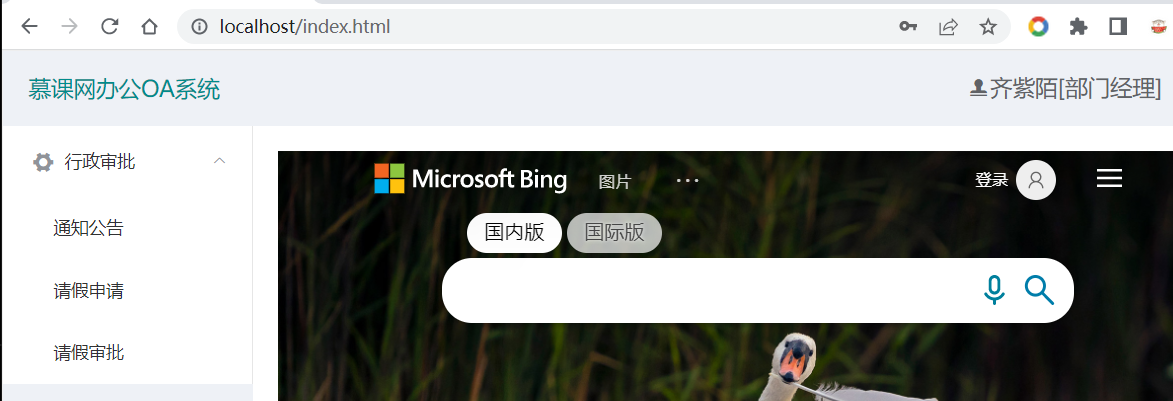 localhost/index.html
慕课网办公OA系统
齐紫陌[部门经理]
行政审批
通知公告
请假申请
请假审批
Microsoft Bing
图片
...
登录
国内版
国际版